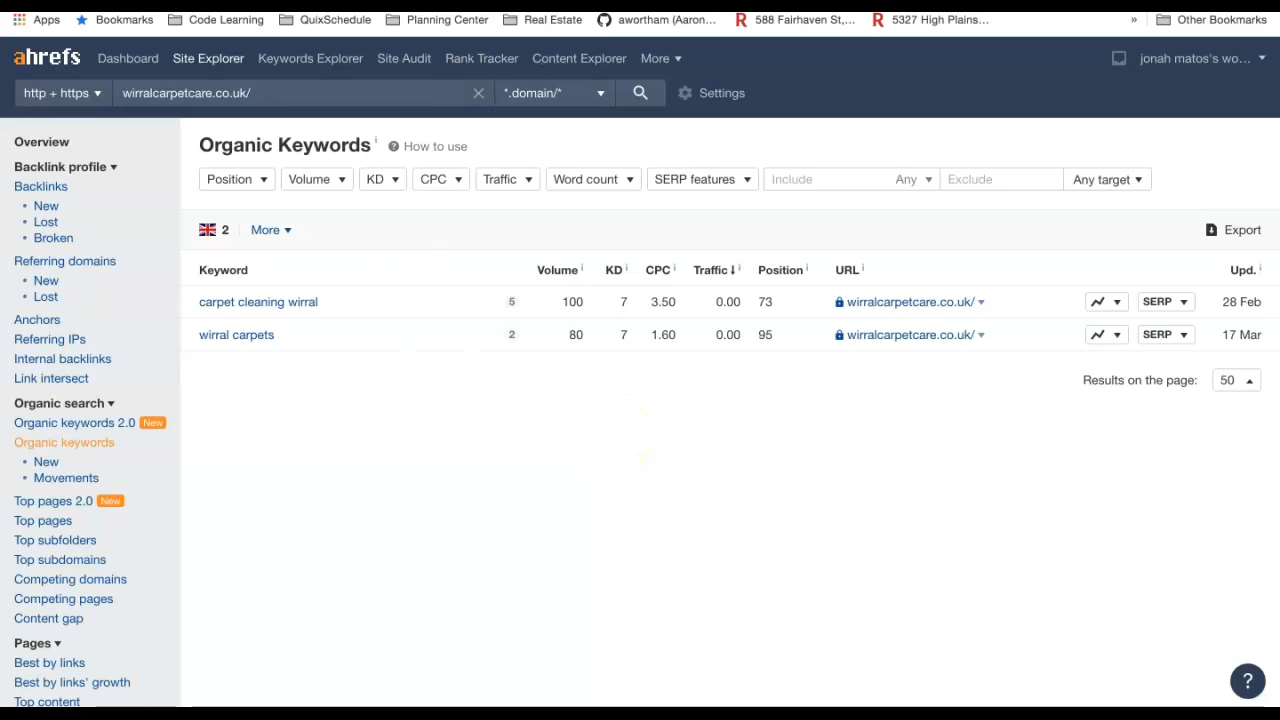 Apps Bookmarks Code Learning QuixSchedule Planning Center Real Estate awortham (Aaron... 588 Fairhaven St,... 5327 High Plains... » Other Bookmarks
ahrefs Dashboard Site Explorer Keywords Explorer Site Audit Rank Tracker Content Explorer More jonah matos's wo...
http + https wirralcarpetcare.co.uk/ *.domain/* Settings
Overview
Backlink profile
Backlinks
New
Lost
Broken
Referring domains
New
Lost
Anchors
Referring IPs
Internal backlinks
Link intersect
Organic search
Organic keywords 2.0 New
Organic keywords
New
Movements
Top pages 2.0 New
Top pages
Top subfolders
Top subdomains
Competing domains
Competing pages
Content gap
Pages
Best by links
Best by links' growth
Top content
Organic Keywords i ? How to use
Position Volume KD CPC Traffic Word count SERP features Include Any Exclude Any target
2 More Export
Keyword Volume i KD i CPC i Traffic ↓ i Position i URL i Upd. i
carpet cleaning wirral 5 100 7 3.50 0.00 73 wirralcarpetcare.co.uk/ SERP 28 Feb
wirral carpets 2 80 7 1.60 0.00 95 wirralcarpetcare.co.uk/ SERP 17 Mar
Results on the page: 50
?